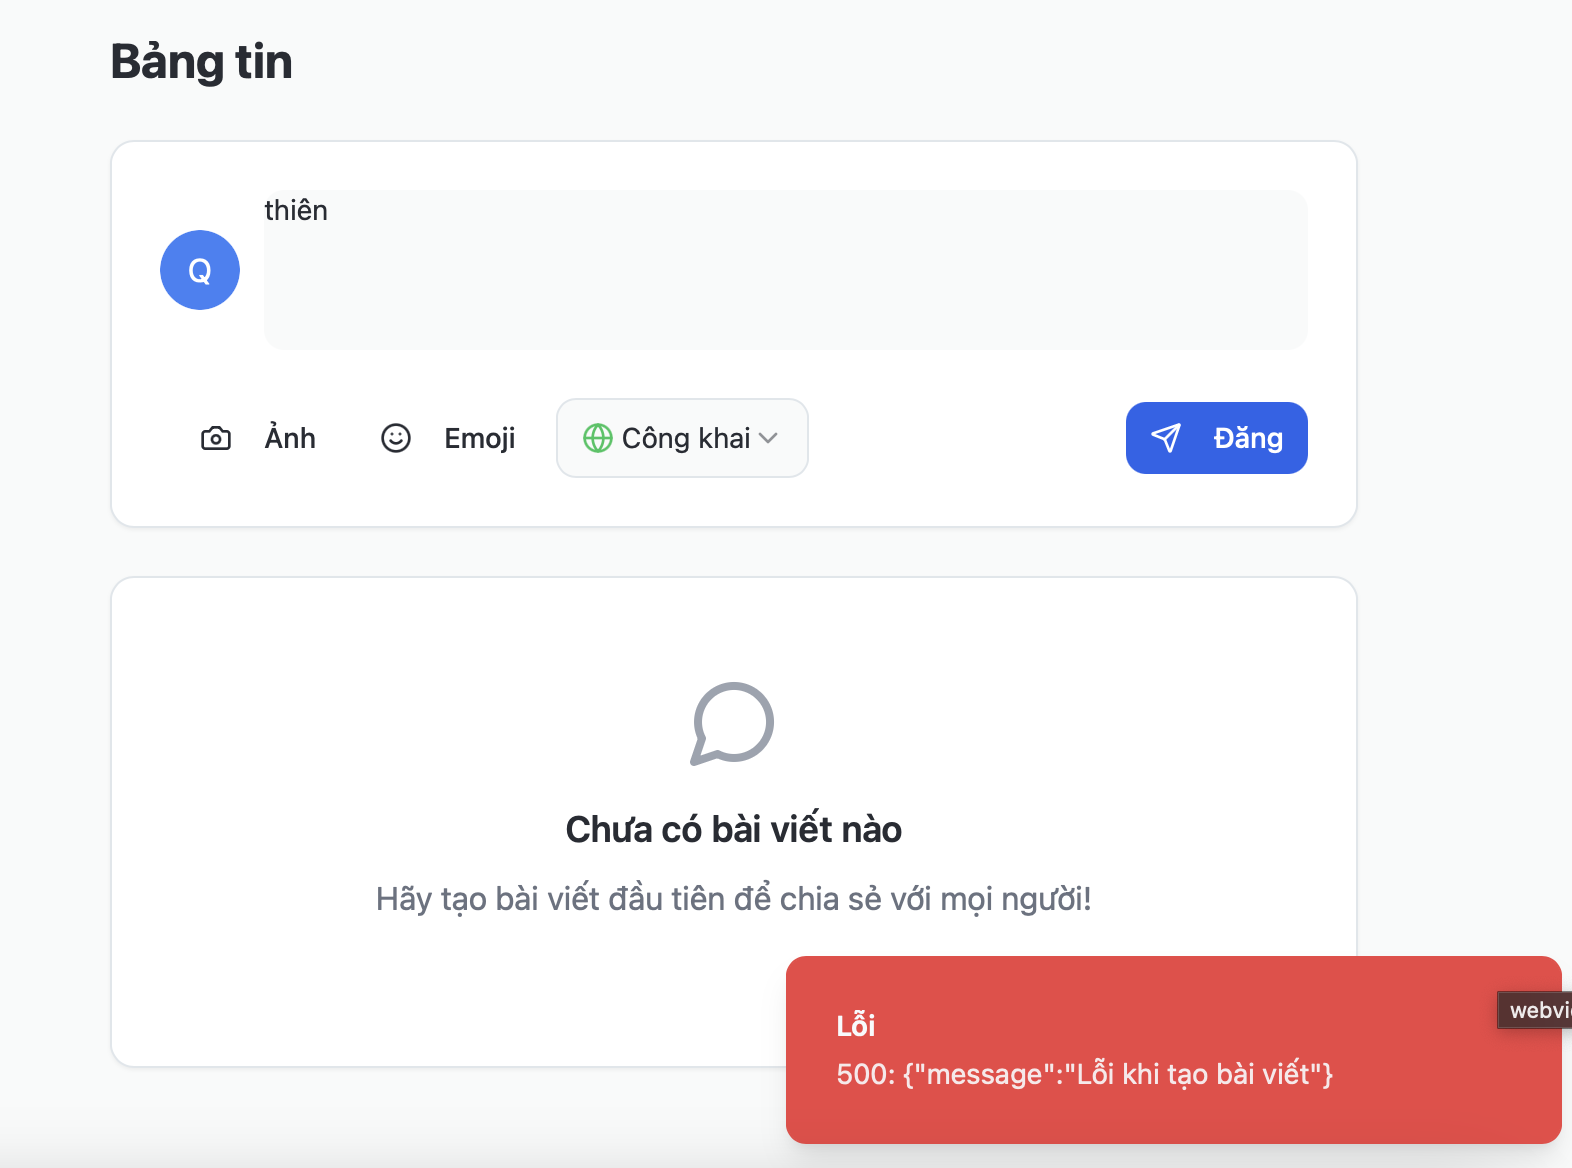 Bảng tin
thiên
Q
Ảnh
Emoji
Công khai
Đăng
Chưa có bài viết nào
Hãy tạo bài viết đầu tiên để chia sẻ với mọi người!
Lỗi
500: {"message":"Lỗi khi tạo bài viết"}